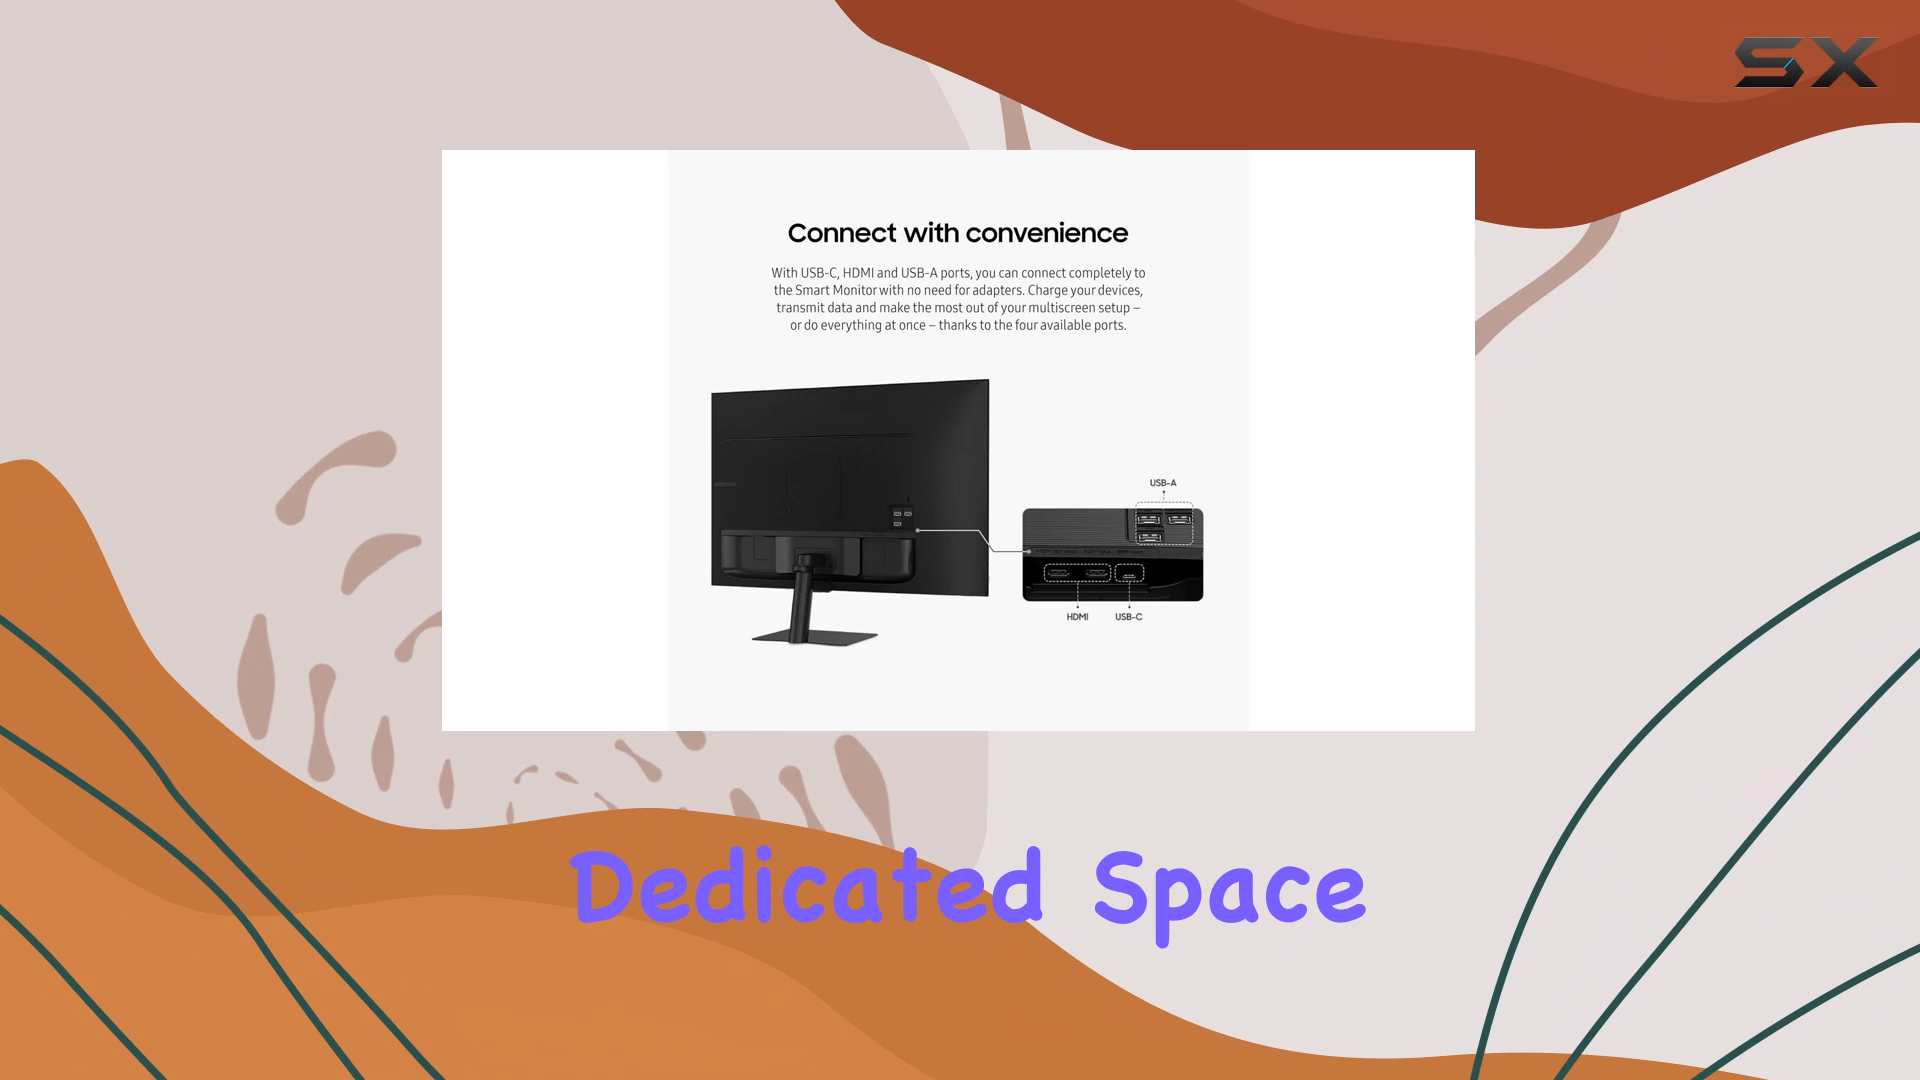 SX
Connect with convenience
With USB-C, HDMI and USB-A ports, you can connect completely to
the Smart Monitor with no need for adapters. Charge your devices,
transmit data and make the most out of your multiscreen setup –
or do everything at once – thanks to the four available ports.
USB-A
HDMI USB-C
Dedicated Space